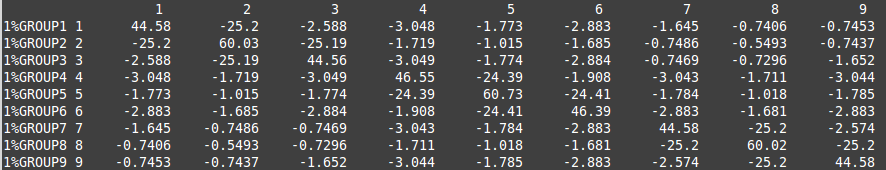 1 2 3 4 5 6 7 8 9
1%GROUP1 1 44.58 -25.2 -2.588 -3.048 -1.773 -2.883 -1.645 -0.7406 -0.7453
1%GROUP2 2 -25.2 60.03 -25.19 -1.719 -1.015 -1.685 -0.7486 -0.5493 -0.7437
1%GROUP3 3 -2.588 -25.19 44.56 -3.049 -1.774 -2.884 -0.7469 -0.7296 -1.652
1%GROUP4 4 -3.048 -1.719 -3.049 46.55 -24.39 -1.908 -3.043 -1.711 -3.044
1%GROUP5 5 -1.773 -1.015 -1.774 -24.39 60.73 -24.41 -1.784 -1.018 -1.785
1%GROUP6 6 -2.883 -1.685 -2.884 -1.908 -24.41 46.39 -2.883 -1.681 -2.883
1%GROUP7 7 -1.645 -0.7486 -0.7469 -3.043 -1.784 -2.883 44.58 -25.2 -2.574
1%GROUP8 8 -0.7406 -0.5493 -0.7296 -1.711 -1.018 -1.681 -25.2 60.02 -25.2
1%GROUP9 9 -0.7453 -0.7437 -1.652 -3.044 -1.785 -2.883 -2.574 -25.2 44.58